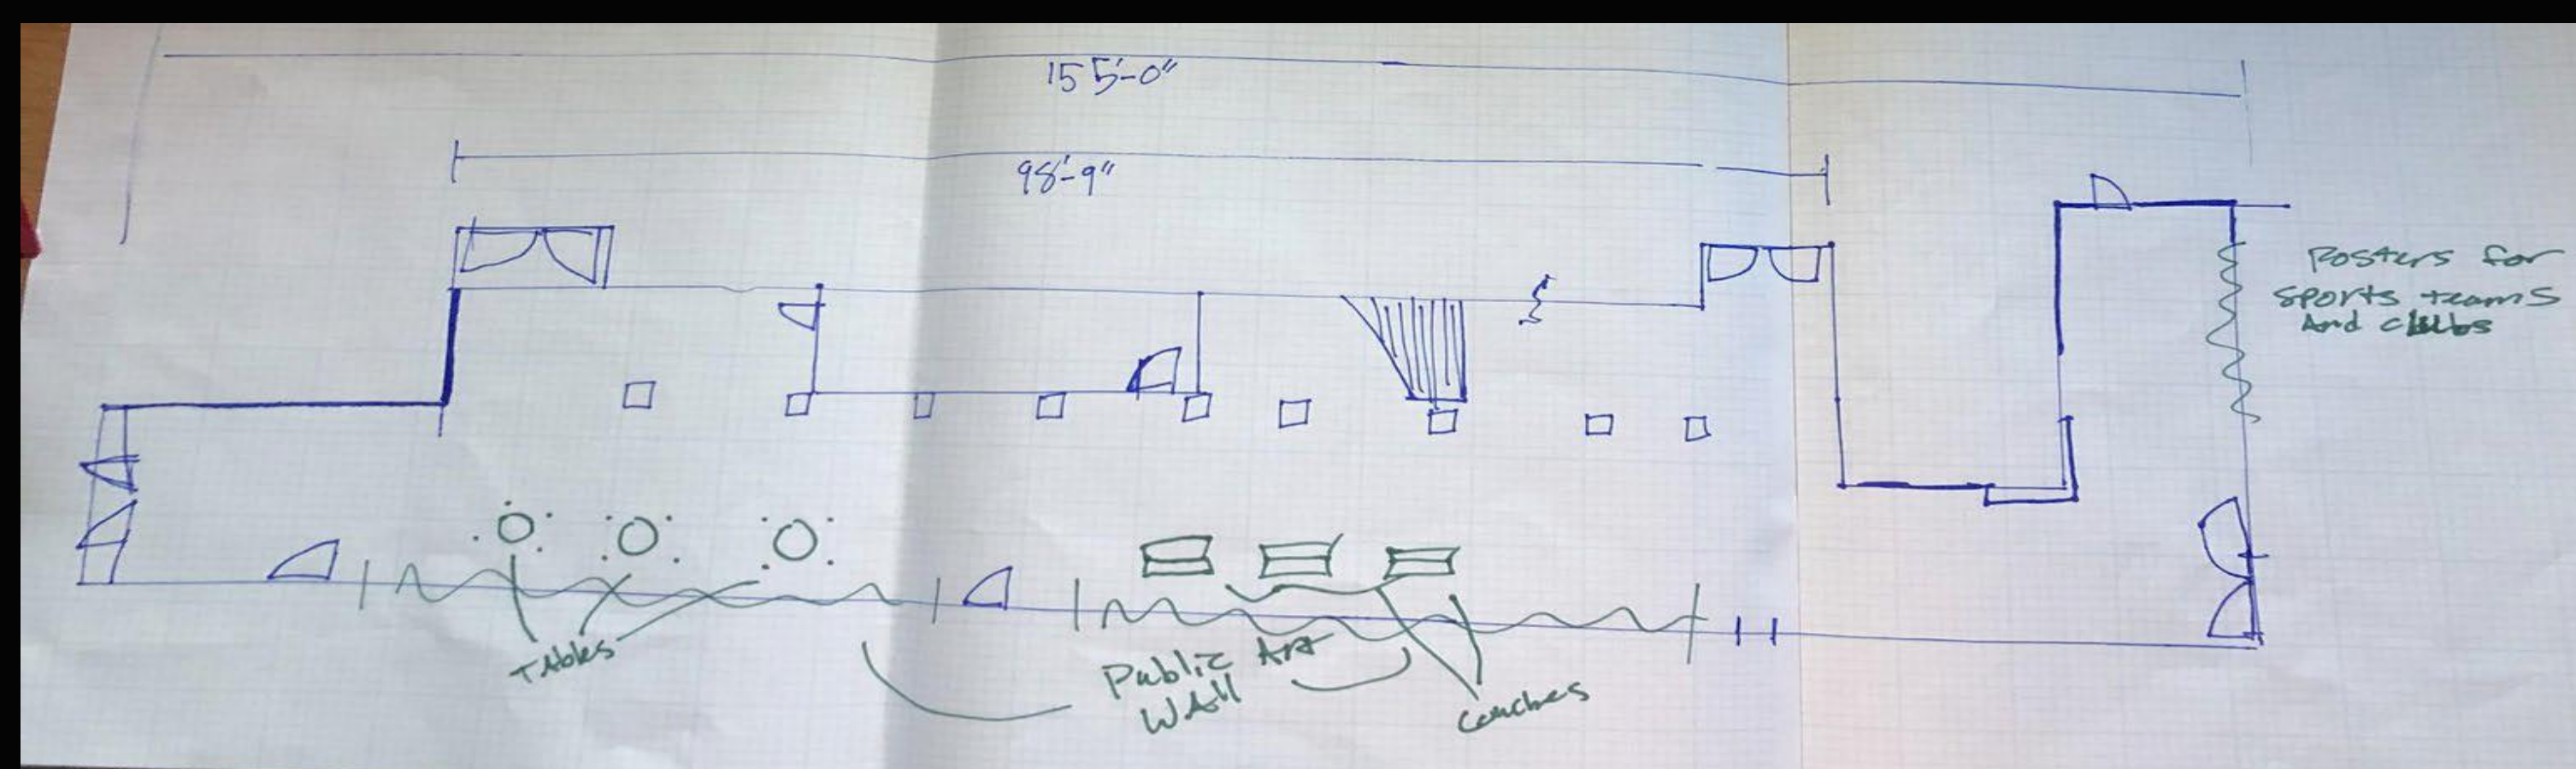 155'-0"
98'-9"
Posters for
Sports teams
And clubs
Tables
Public Art
Wall
Couches